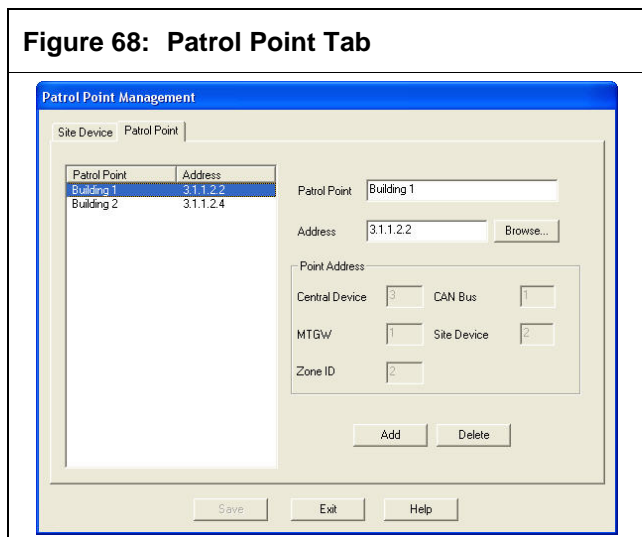 Figure 68: Patrol Point Tab
Patrol Point Management
Site Device Patrol Point
Patrol Point Address
Building 1 3.1.1.2.2
Building 2 3.1.1.2.4
Patrol Point Building 1
Address 3.1.1.2.2 Browse...
Point Address
Central Device 3 CAN Bus 1
MTGW 1 Site Device 2
Zone ID 2
Add Delete
Save Exit Help